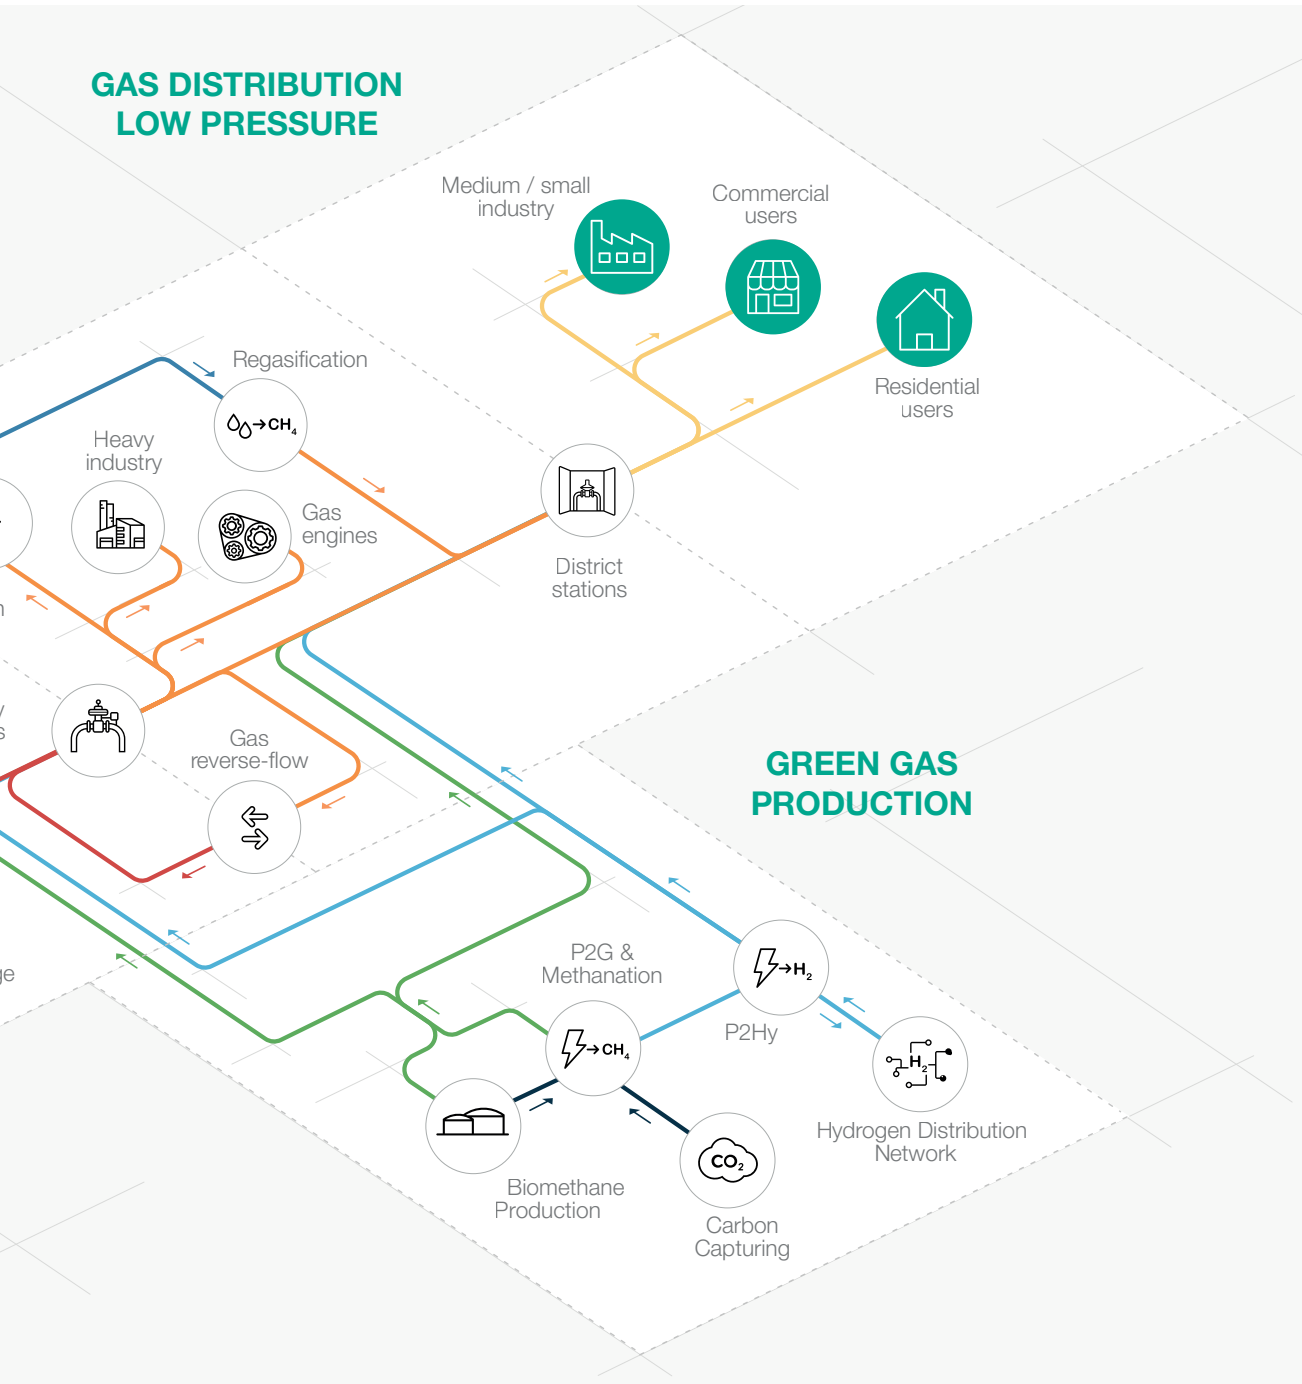 GAS DISTRIBUTION
LOW PRESSURE
Medium / small
industry
Commercial
users
Residential
users
Regasification
→CH₄
Heavy
industry
Gas
engines
District
stations
Gas
reverse-flow
GREEN GAS
PRODUCTION
P2G &
Methanation
→CH₄
→H₂
P2Hy
H₂
Hydrogen Distribution
Network
Biomethane
Production
CO₂
Carbon
Capturing